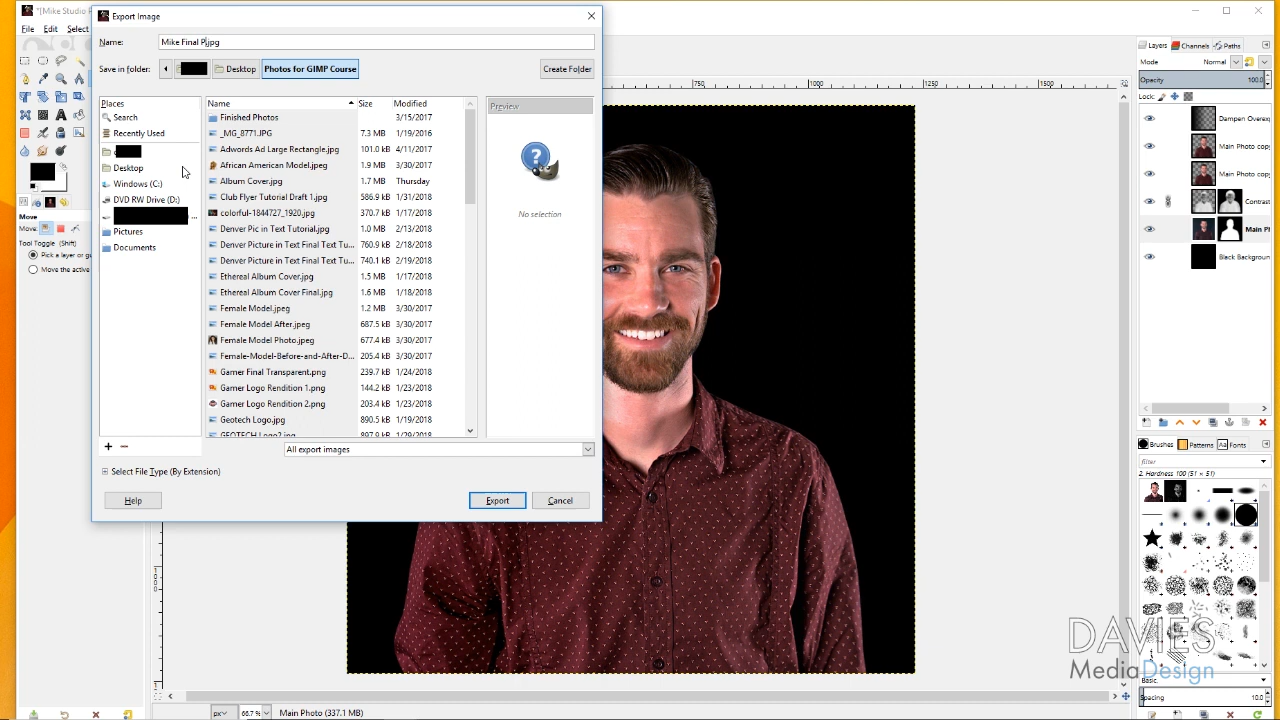 *[Mike Studio
Export Image
File Edit Select
Name:
Mike Final P.jpg
Save in folder:
Desktop
Photos for GIMP Course
Create Folder
Places
Search
Recently Used
Desktop
Windows (C:)
DVD RW Drive (D:)
Pictures
Documents
Name Size Modified
Finished Photos 3/15/2017
_MG_8771.JPG 7.3 MB 1/19/2016
Adwords Ad Large Rectangle.jpg 101.0 kB 4/11/2017
African American Model.jpeg 1.9 MB 3/30/2017
Album Cover.jpg 1.7 MB Thursday
Club Flyer Tutorial Draft 1.jpg 586.9 kB 1/31/2018
colorful-1844727_1920.jpg 370.7 kB 1/17/2018
Denver Pic in Text Tutorial.jpg 1.0 MB 2/13/2018
Denver Picture in Text Final Text Tu... 760.9 kB 2/18/2018
Denver Picture in Text Final Text Tu... 740.1 kB 2/19/2018
Ethereal Album Cover.jpg 1.5 MB 1/17/2018
Ethereal Album Cover Final.jpg 1.6 MB 1/18/2018
Female Model.jpeg 1.2 MB 3/30/2017
Female Model After.jpeg 687.5 kB 3/30/2017
Female Model Photo.jpeg 677.4 kB 3/30/2017
Female-Model-Before-and-After-D... 205.4 kB 3/30/2017
Gamer Final Transparent.png 239.7 kB 1/24/2018
Gamer Logo Rendition 1.png 144.2 kB 1/23/2018
Gamer Logo Rendition 2.png 203.4 kB 1/23/2018
Geotech Logo.jpg 890.5 kB 1/19/2018
GEOTECH Logo2.jpg 897.9 kB 1/29/2018
Preview
No selection
All export images
Select File Type (By Extension)
Help
Export
Cancel
Move
Move:
Tool Toggle (Shift)
Pick a layer or gu
Move the active
750
1000
1250
1000
Layers Channels Paths
Mode Normal
Opacity 100.0
Lock:
Dampen Overex
Main Photo cop
Main Photo cop
Contrast
Main Ph
Black Backgroun
Brushes Patterns Fonts
filter
2. Hardness 100 (51 × 51)
Basic,
Spacing 10.0
DAVIES
MediaDesign
px
66.7 %
Main Photo (337.1 MB)